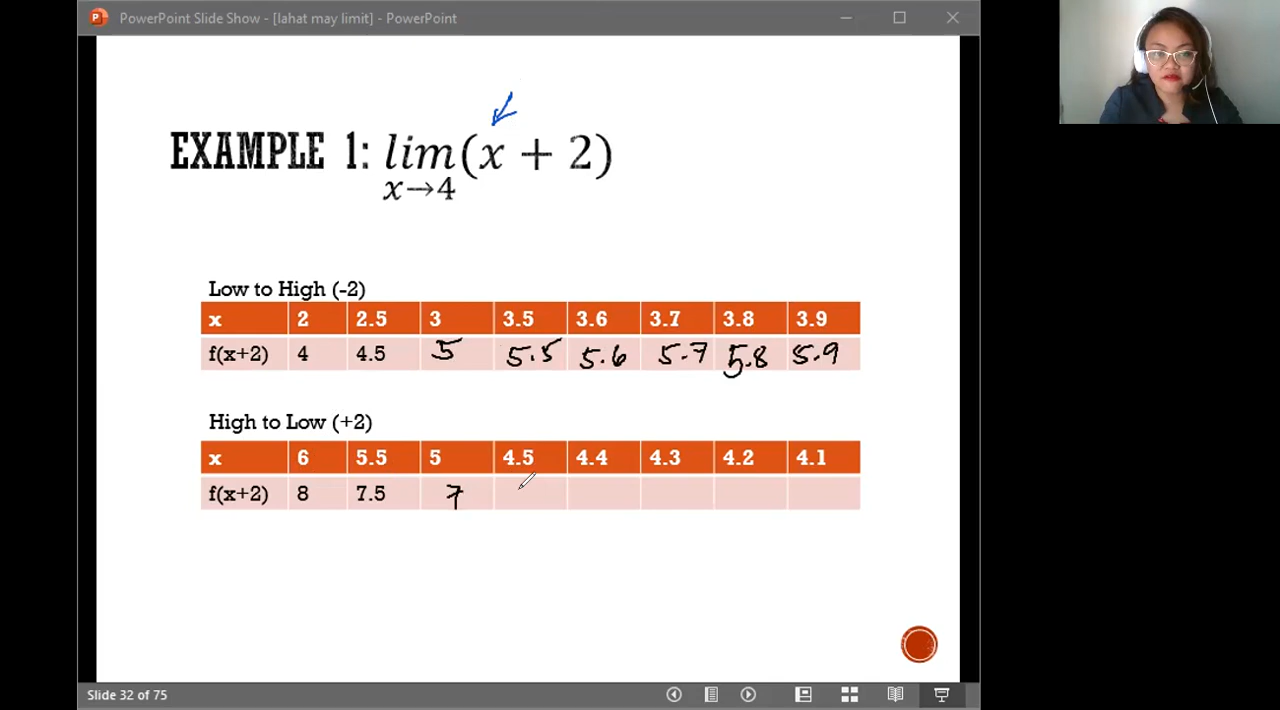 PowerPoint Slide Show - [lahat may limit] - PowerPoint
EXAMPLE 1: lim(x + 2)
x→4
Low to High (-2)
x 2 2.5 3 3.5 3.6 3.7 3.8 3.9
f(x+2) 4 4.5 5 5.5 5.6 5.7 5.8 5.9
High to Low (+2)
x 6 5.5 5 4.5 4.4 4.3 4.2 4.1
f(x+2) 8 7.5 7
Slide 32 of 75